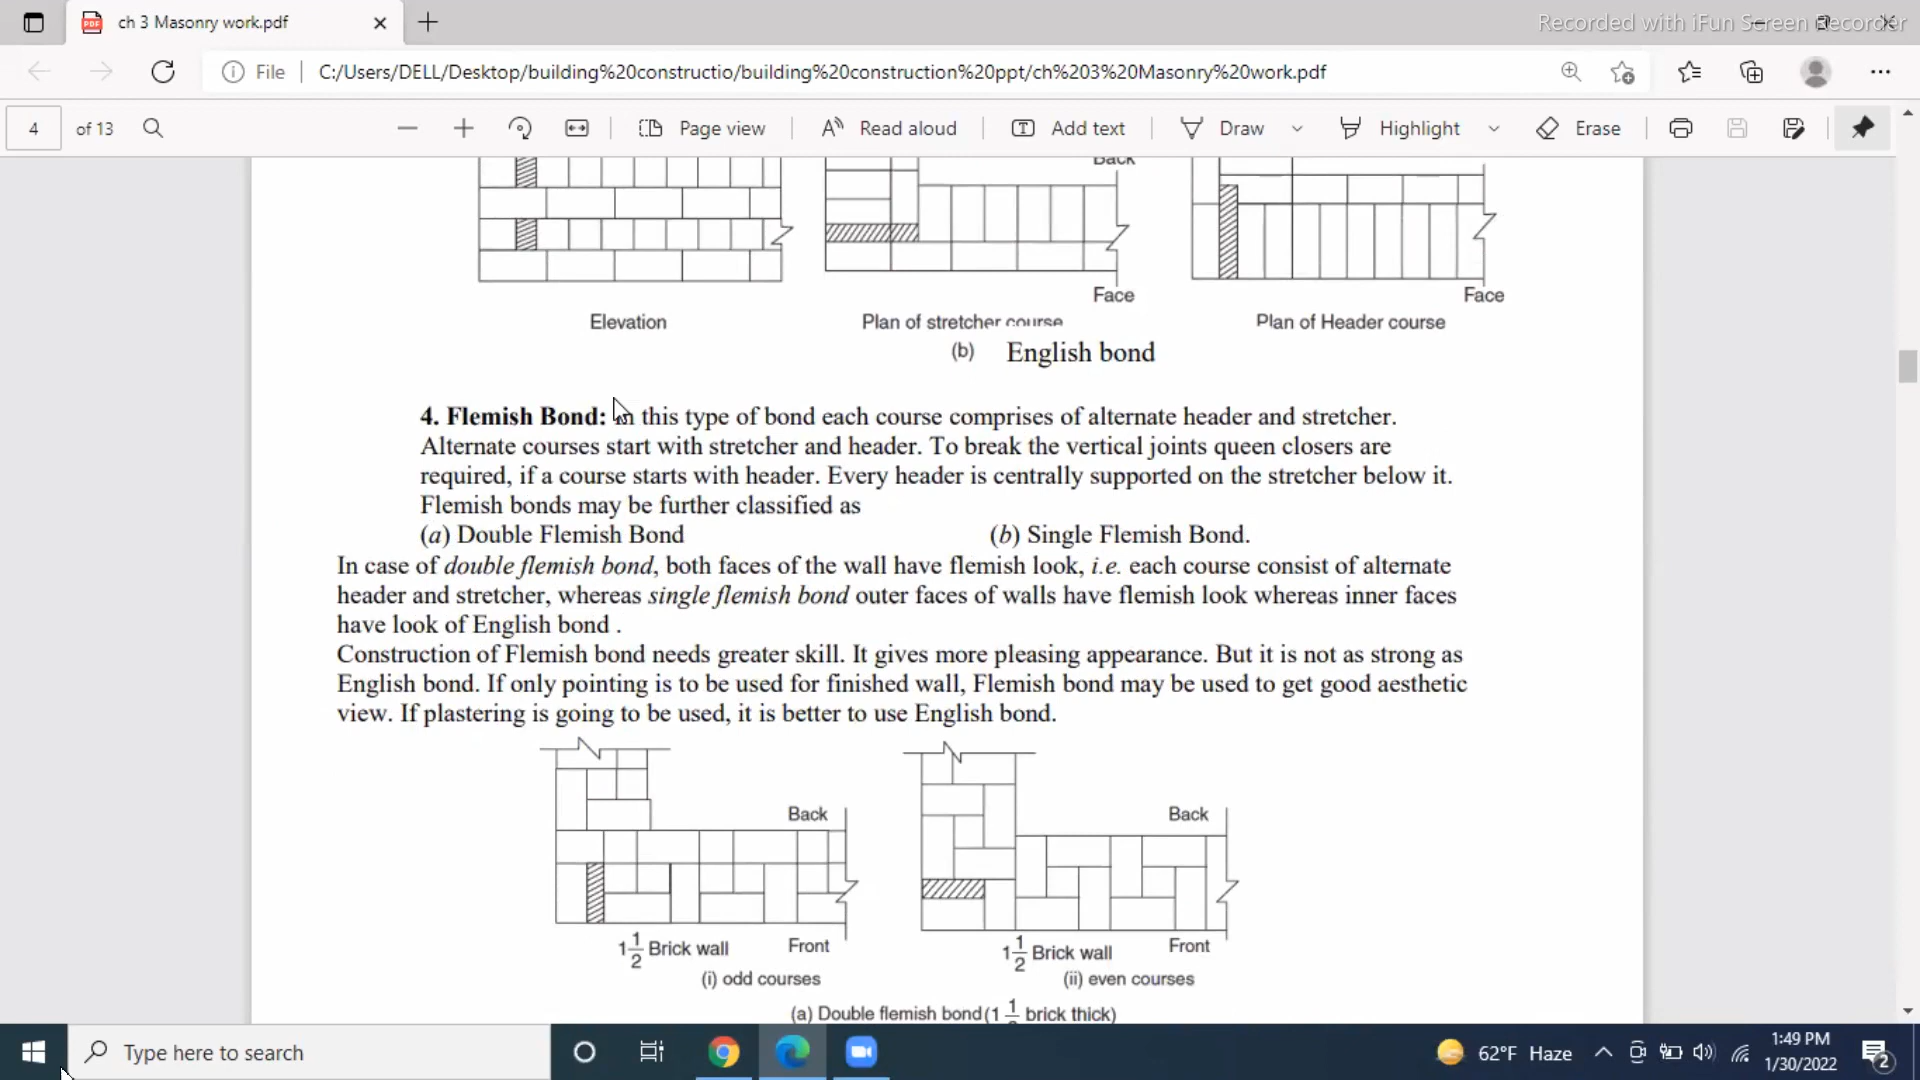 ch 3 Masonry work.pdf
Recorded with iFun Screen Recorder
File
C:/Users/DELL/Desktop/building%20constructio/building%20construction%20ppt/ch%203%20Masonry%20work.pdf
4 of 13
Page view
Read aloud
Add text
Draw
Highlight
Erase
Back
Face
Face
Elevation
Plan of stretcher course
Plan of Header course
(b) English bond
4. Flemish Bond: In this type of bond each course comprises of alternate header and stretcher.
Alternate courses start with stretcher and header. To break the vertical joints queen closers are
required, if a course starts with header. Every header is centrally supported on the stretcher below it.
Flemish bonds may be further classified as
(a) Double Flemish Bond (b) Single Flemish Bond.
In case of double flemish bond, both faces of the wall have flemish look, i.e. each course consist of alternate
header and stretcher, whereas single flemish bond outer faces of walls have flemish look whereas inner faces
have look of English bond .
Construction of Flemish bond needs greater skill. It gives more pleasing appearance. But it is not as strong as
English bond. If only pointing is to be used for finished wall, Flemish bond may be used to get good aesthetic
view. If plastering is going to be used, it is better to use English bond.
Back
Back
1 1/2 Brick wall
Front
1 1/2 Brick wall
Front
(i) odd courses
(ii) even courses
(a) Double flemish bond (1 1/2 brick thick)
Type here to search
62°F Haze
1:49 PM
1/30/2022
2